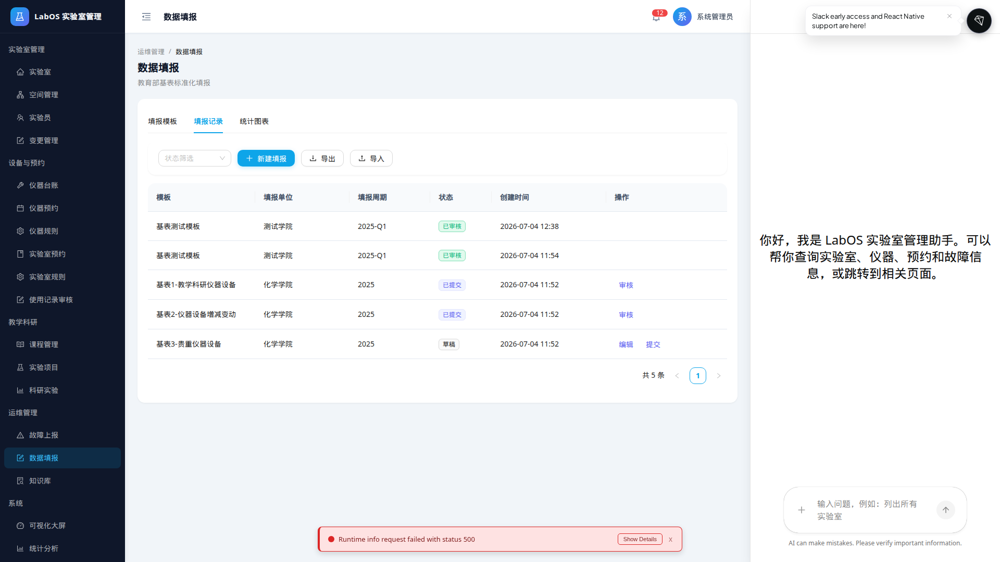 LabOS 实验室管理
实验室管理
实验室
空间管理
实验员
变更管理
设备与预约
仪器台账
仪器预约
仪器规则
实验室预约
实验室规则
使用记录审核
教学科研
课程管理
实验项目
科研实验
运维管理
故障上报
数据填报
知识库
系统
可视化大屏
统计分析
数据填报
12
系 系统管理员
运维管理 / 数据填报
数据填报
教育部基表标准化填报
填报模板 填报记录 统计图表
状态筛选 新建填报 导出 导入
模板 填报单位 填报周期 状态 创建时间 操作
基表测试模板 测试学院 2025-Q1 已审核 2026-07-04 12:38
基表测试模板 测试学院 2025-Q1 已审核 2026-07-04 11:54
基表1-教学科研仪器设备 化学学院 2025 已提交 2026-07-04 11:52 审核
基表2-仪器设备增减变动 化学学院 2025 已提交 2026-07-04 11:52 审核
基表3-贵重仪器设备 化学学院 2025 草稿 2026-07-04 11:52 编辑 提交
共 5 条 1
Runtime info request failed with status 500 Show Details X
Slack early access and React Native
support are here!
你好，我是 LabOS 实验室管理助手。可以
帮你查询实验室、仪器、预约和故障信
息，或跳转到相关页面。
输入问题，例如：列出所有
实验室
AI can make mistakes. Please verify important information.